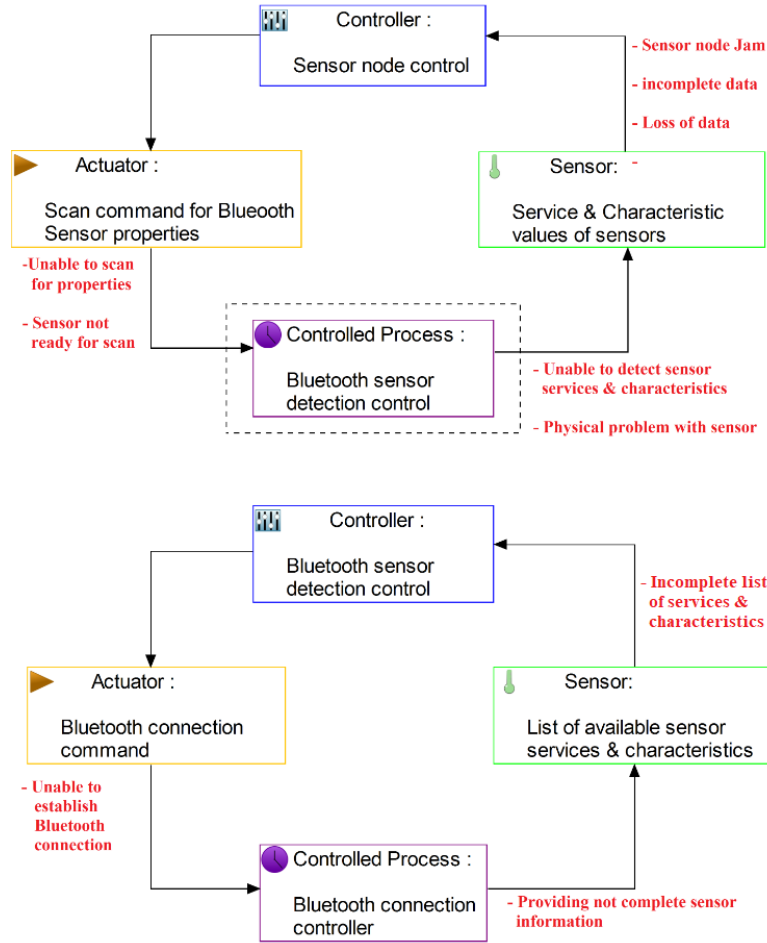 Controller :
Sensor node control
- Sensor node Jam
- incomplete data
- Loss of data
-
Actuator :
Scan command for Blueooth
Sensor properties
Sensor:
Service & Characteristic
values of sensors
-Unable to scan
for properties
- Sensor not
ready for scan
Controlled Process :
Bluetooth sensor
detection control
- Unable to detect sensor
services & characteristics
- Physical problem with sensor
Controller :
Bluetooth sensor
detection control
- Incomplete list
of services &
characteristics
Actuator :
Bluetooth connection
command
Sensor:
List of available sensor
services & characteristics
- Unable to
establish
Bluetooth
connection
Controlled Process :
Bluetooth connection
controller
- Providing not complete sensor
information